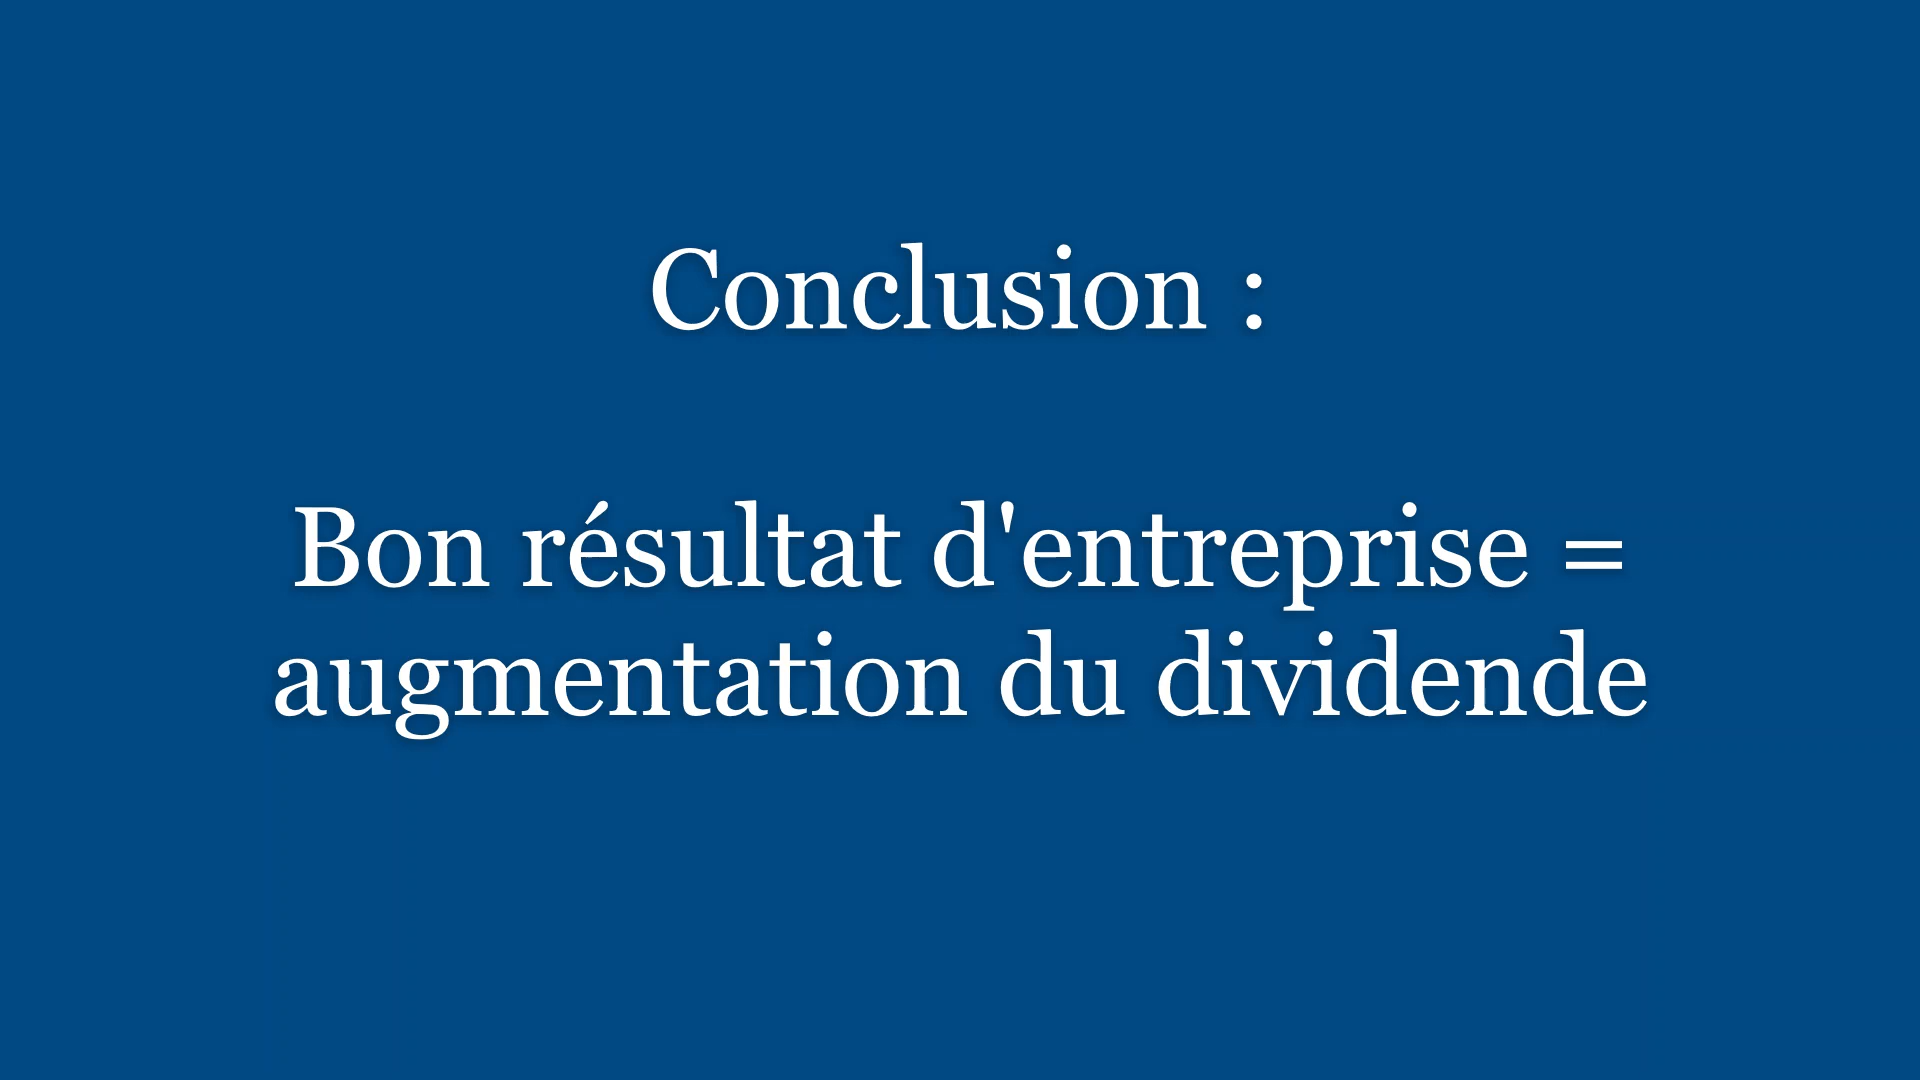 Conclusion :
Bon résultat d'entreprise =
augmentation du dividende